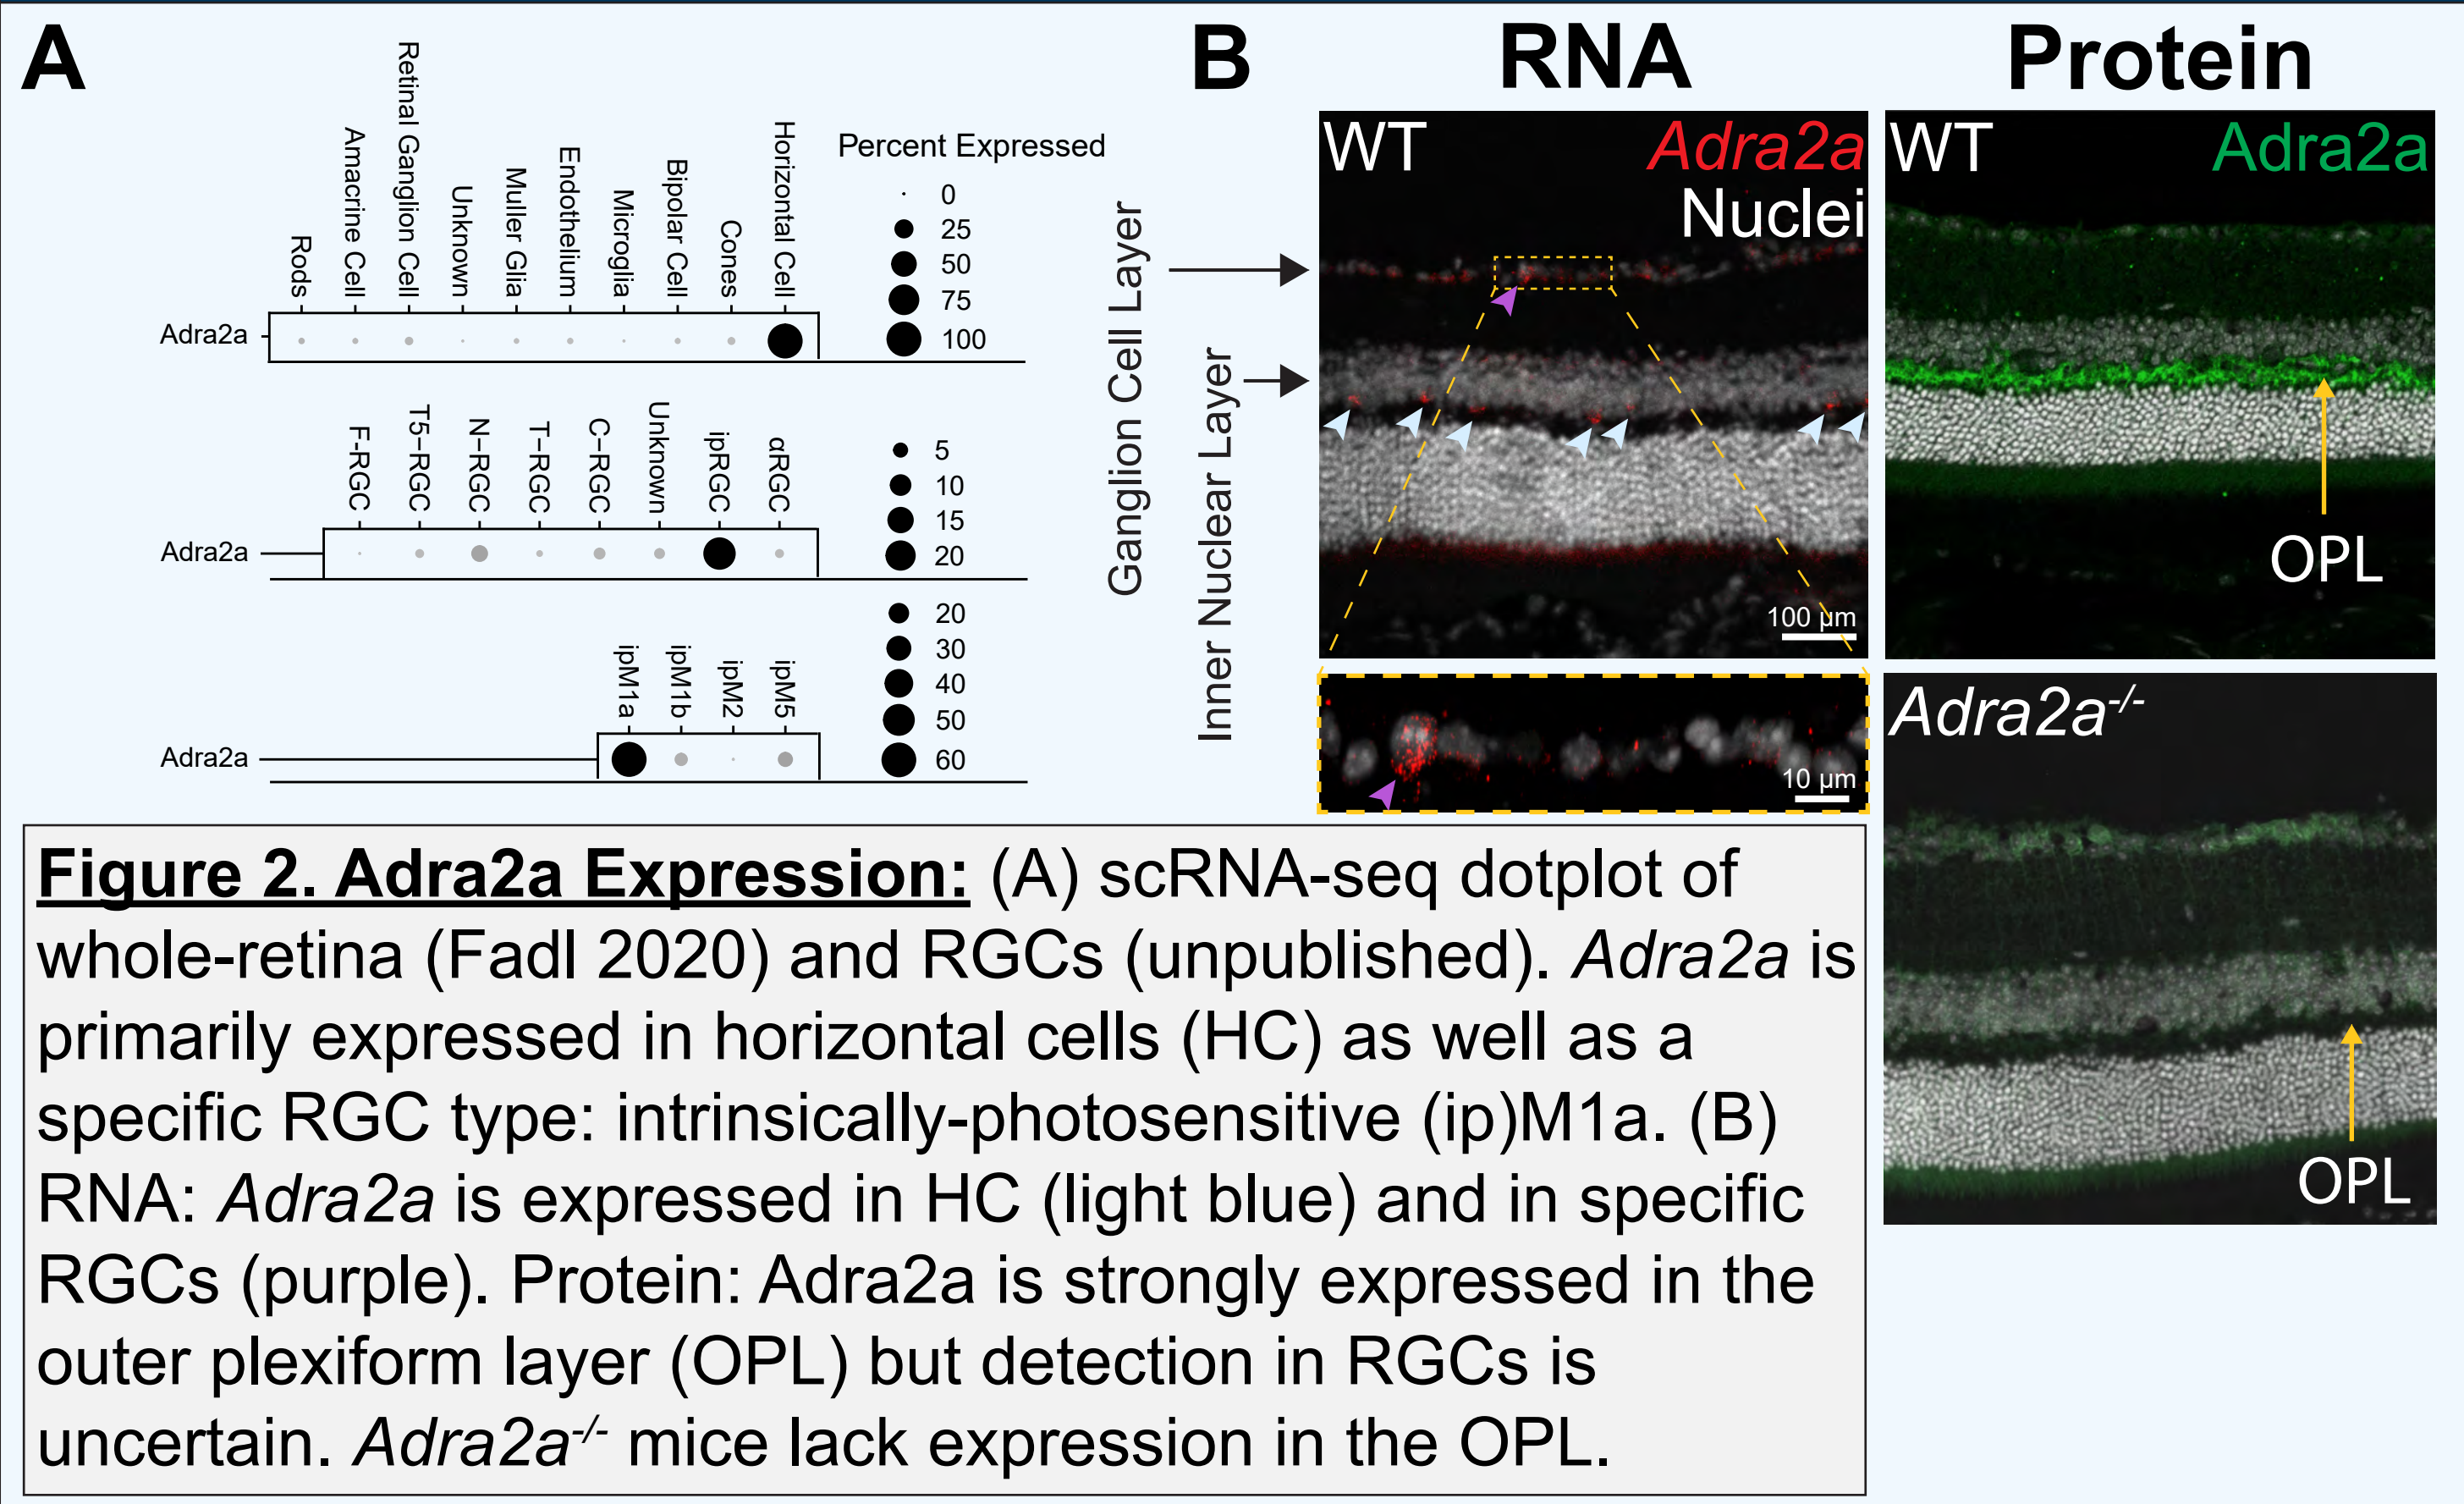 A
Rods
Amacrine Cell
Retinal Ganglion Cell
Unknown
Muller Glia
Endothelium
Microglia
Bipolar Cell
Cones
Horizontal Cell
Adra2a
Percent Expressed
0
25
50
75
100
F-RGC
T5−RGC
N−RGC
T−RGC
C−RGC
Unknown
ipRGC
αRGC
Adra2a
5
10
15
20
ipM1a
ipM1b
ipM2
ipM5
Adra2a
20
30
40
50
60
B
RNA
Protein
Ganglion Cell Layer
Inner Nuclear Layer
WT
Adra2a
Nuclei
100 µm
10 µm
WT
Adra2a
OPL
Adra2a-/-
OPL
Figure 2. Adra2a Expression: (A) scRNA-seq dotplot of
whole-retina (Fadl 2020) and RGCs (unpublished). Adra2a is
primarily expressed in horizontal cells (HC) as well as a
specific RGC type: intrinsically-photosensitive (ip)M1a. (B)
RNA: Adra2a is expressed in HC (light blue) and in specific
RGCs (purple). Protein: Adra2a is strongly expressed in the
outer plexiform layer (OPL) but detection in RGCs is
uncertain. Adra2a-/- mice lack expression in the OPL.